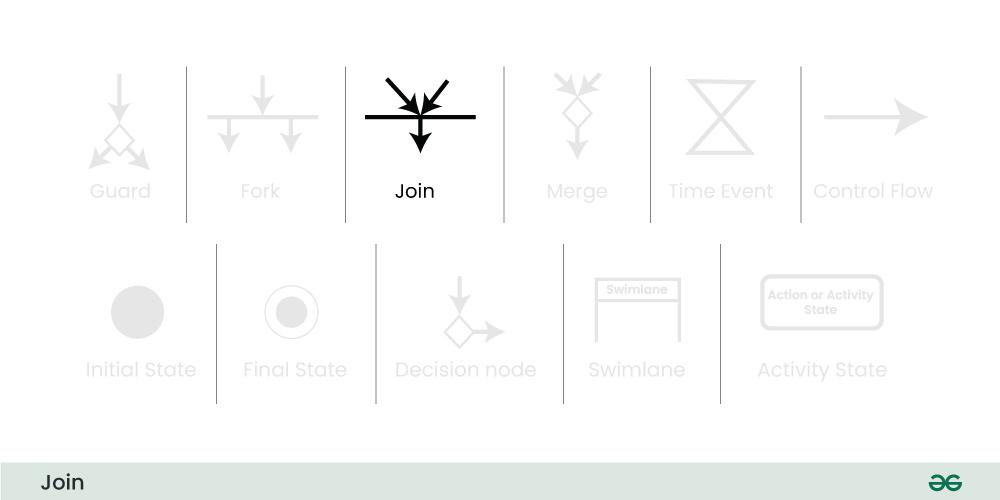 Guard
Fork
Join
Merge
Time Event
Control Flow
Swimlane
Action or Activity
State
Initial State
Final State
Decision node
Swimlane
Activity State
Join